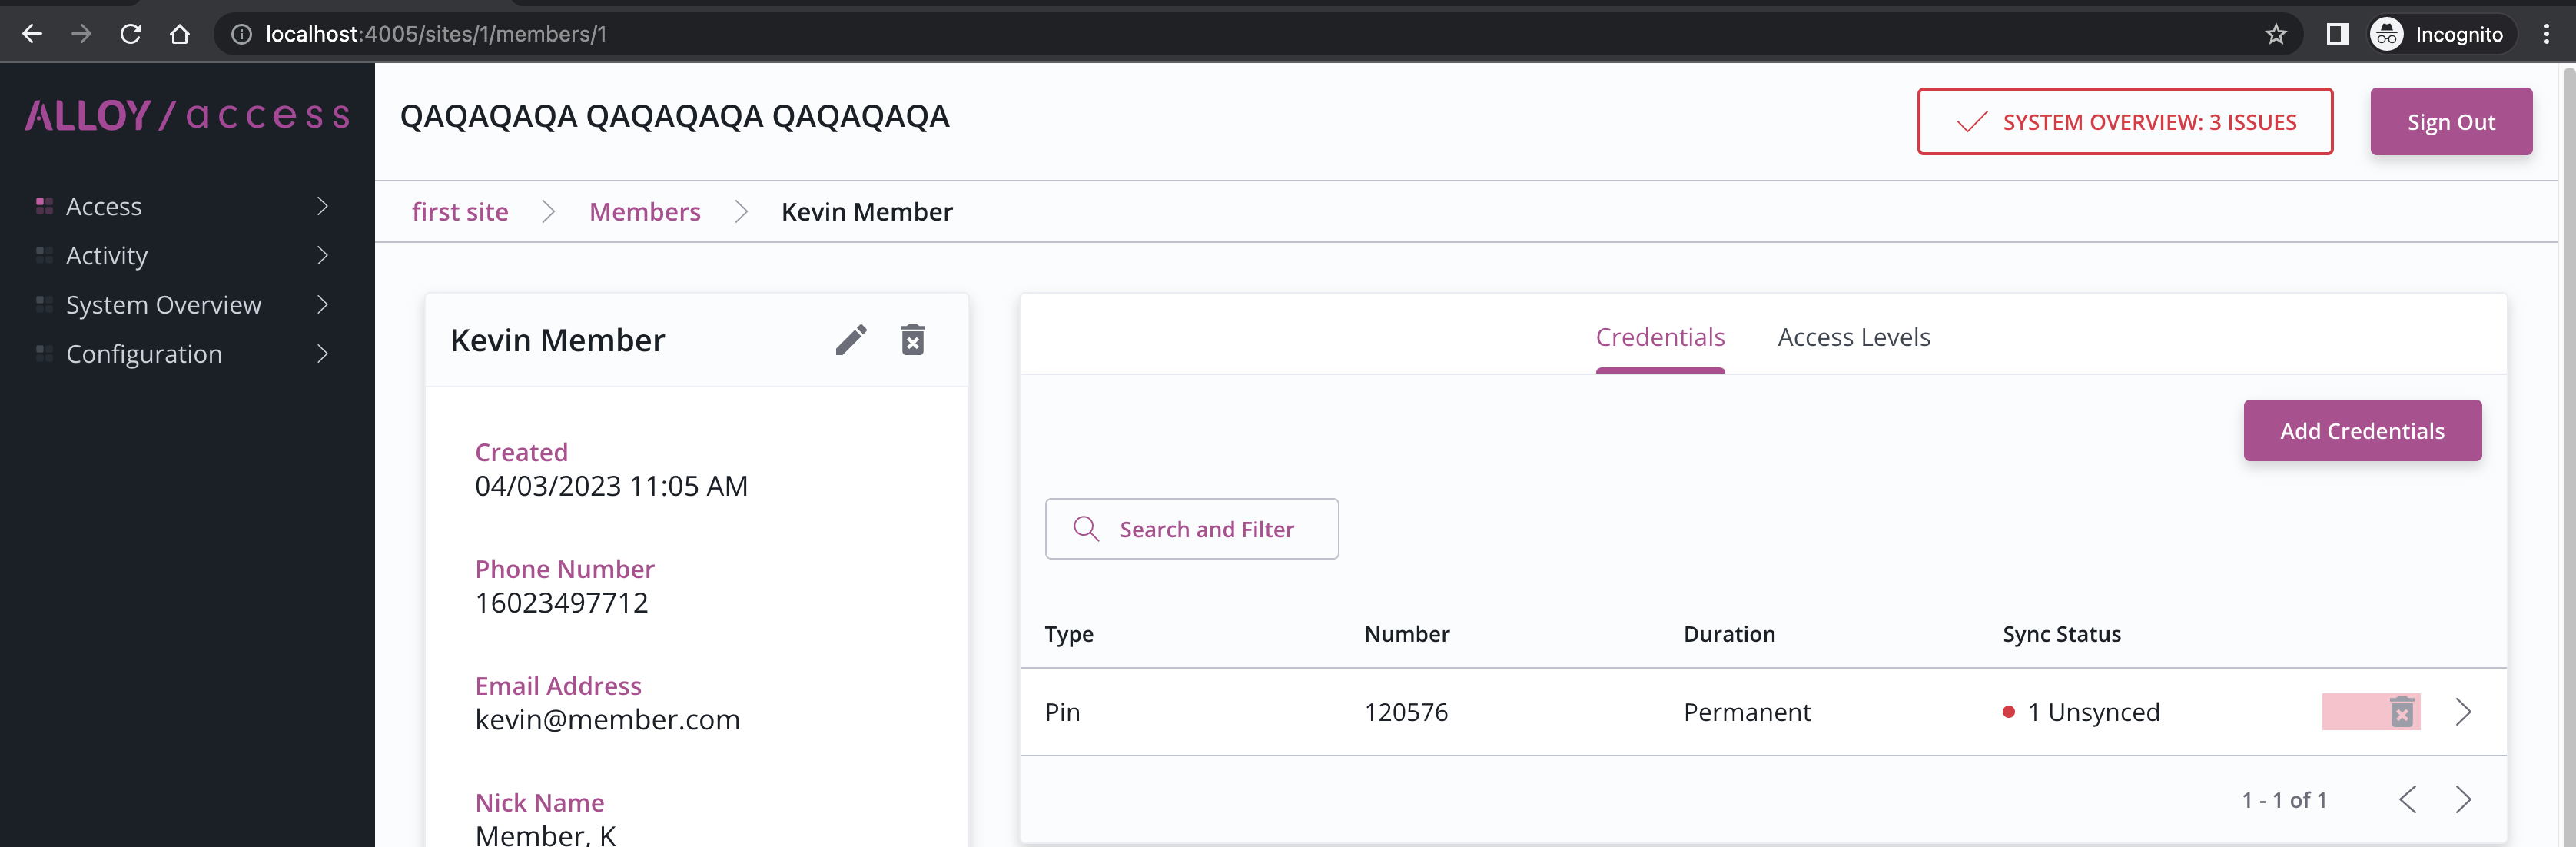 localhost:4005/sites/1/members/1
Incognito
ALLOY/access
Access
Activity
System Overview
Configuration
QAQAQAQA QAQAQAQA QAQAQAQA
SYSTEM OVERVIEW: 3 ISSUES
Sign Out
first site
Members
Kevin Member
Kevin Member
Created
04/03/2023 11:05 AM
Phone Number
16023497712
Email Address
kevin@member.com
Nick Name
Member, K
Credentials
Access Levels
Add Credentials
Search and Filter
Type Number Duration Sync Status
Pin 120576 Permanent 1 Unsynced
1 - 1 of 1